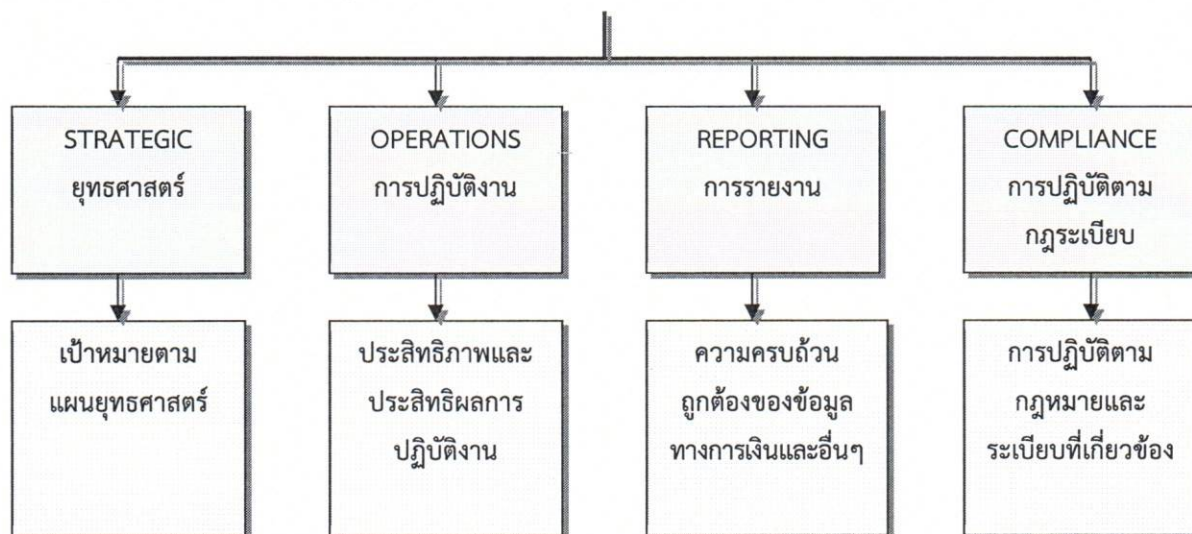 STRATEGIC
ยุทธศาสตร์
OPERATIONS
การปฏิบัติงาน
REPORTING
การรายงาน
COMPLIANCE
การปฏิบัติตาม
กฎระเบียบ
เป้าหมายตาม
แผนยุทธศาสตร์
ประสิทธิภาพและ
ประสิทธิผลการ
ปฏิบัติงาน
ความครบถ้วน
ถูกต้องของข้อมูล
ทางการเงินและอื่นๆ
การปฏิบัติตาม
กฎหมายและ
ระเบียบที่เกี่ยวข้อง